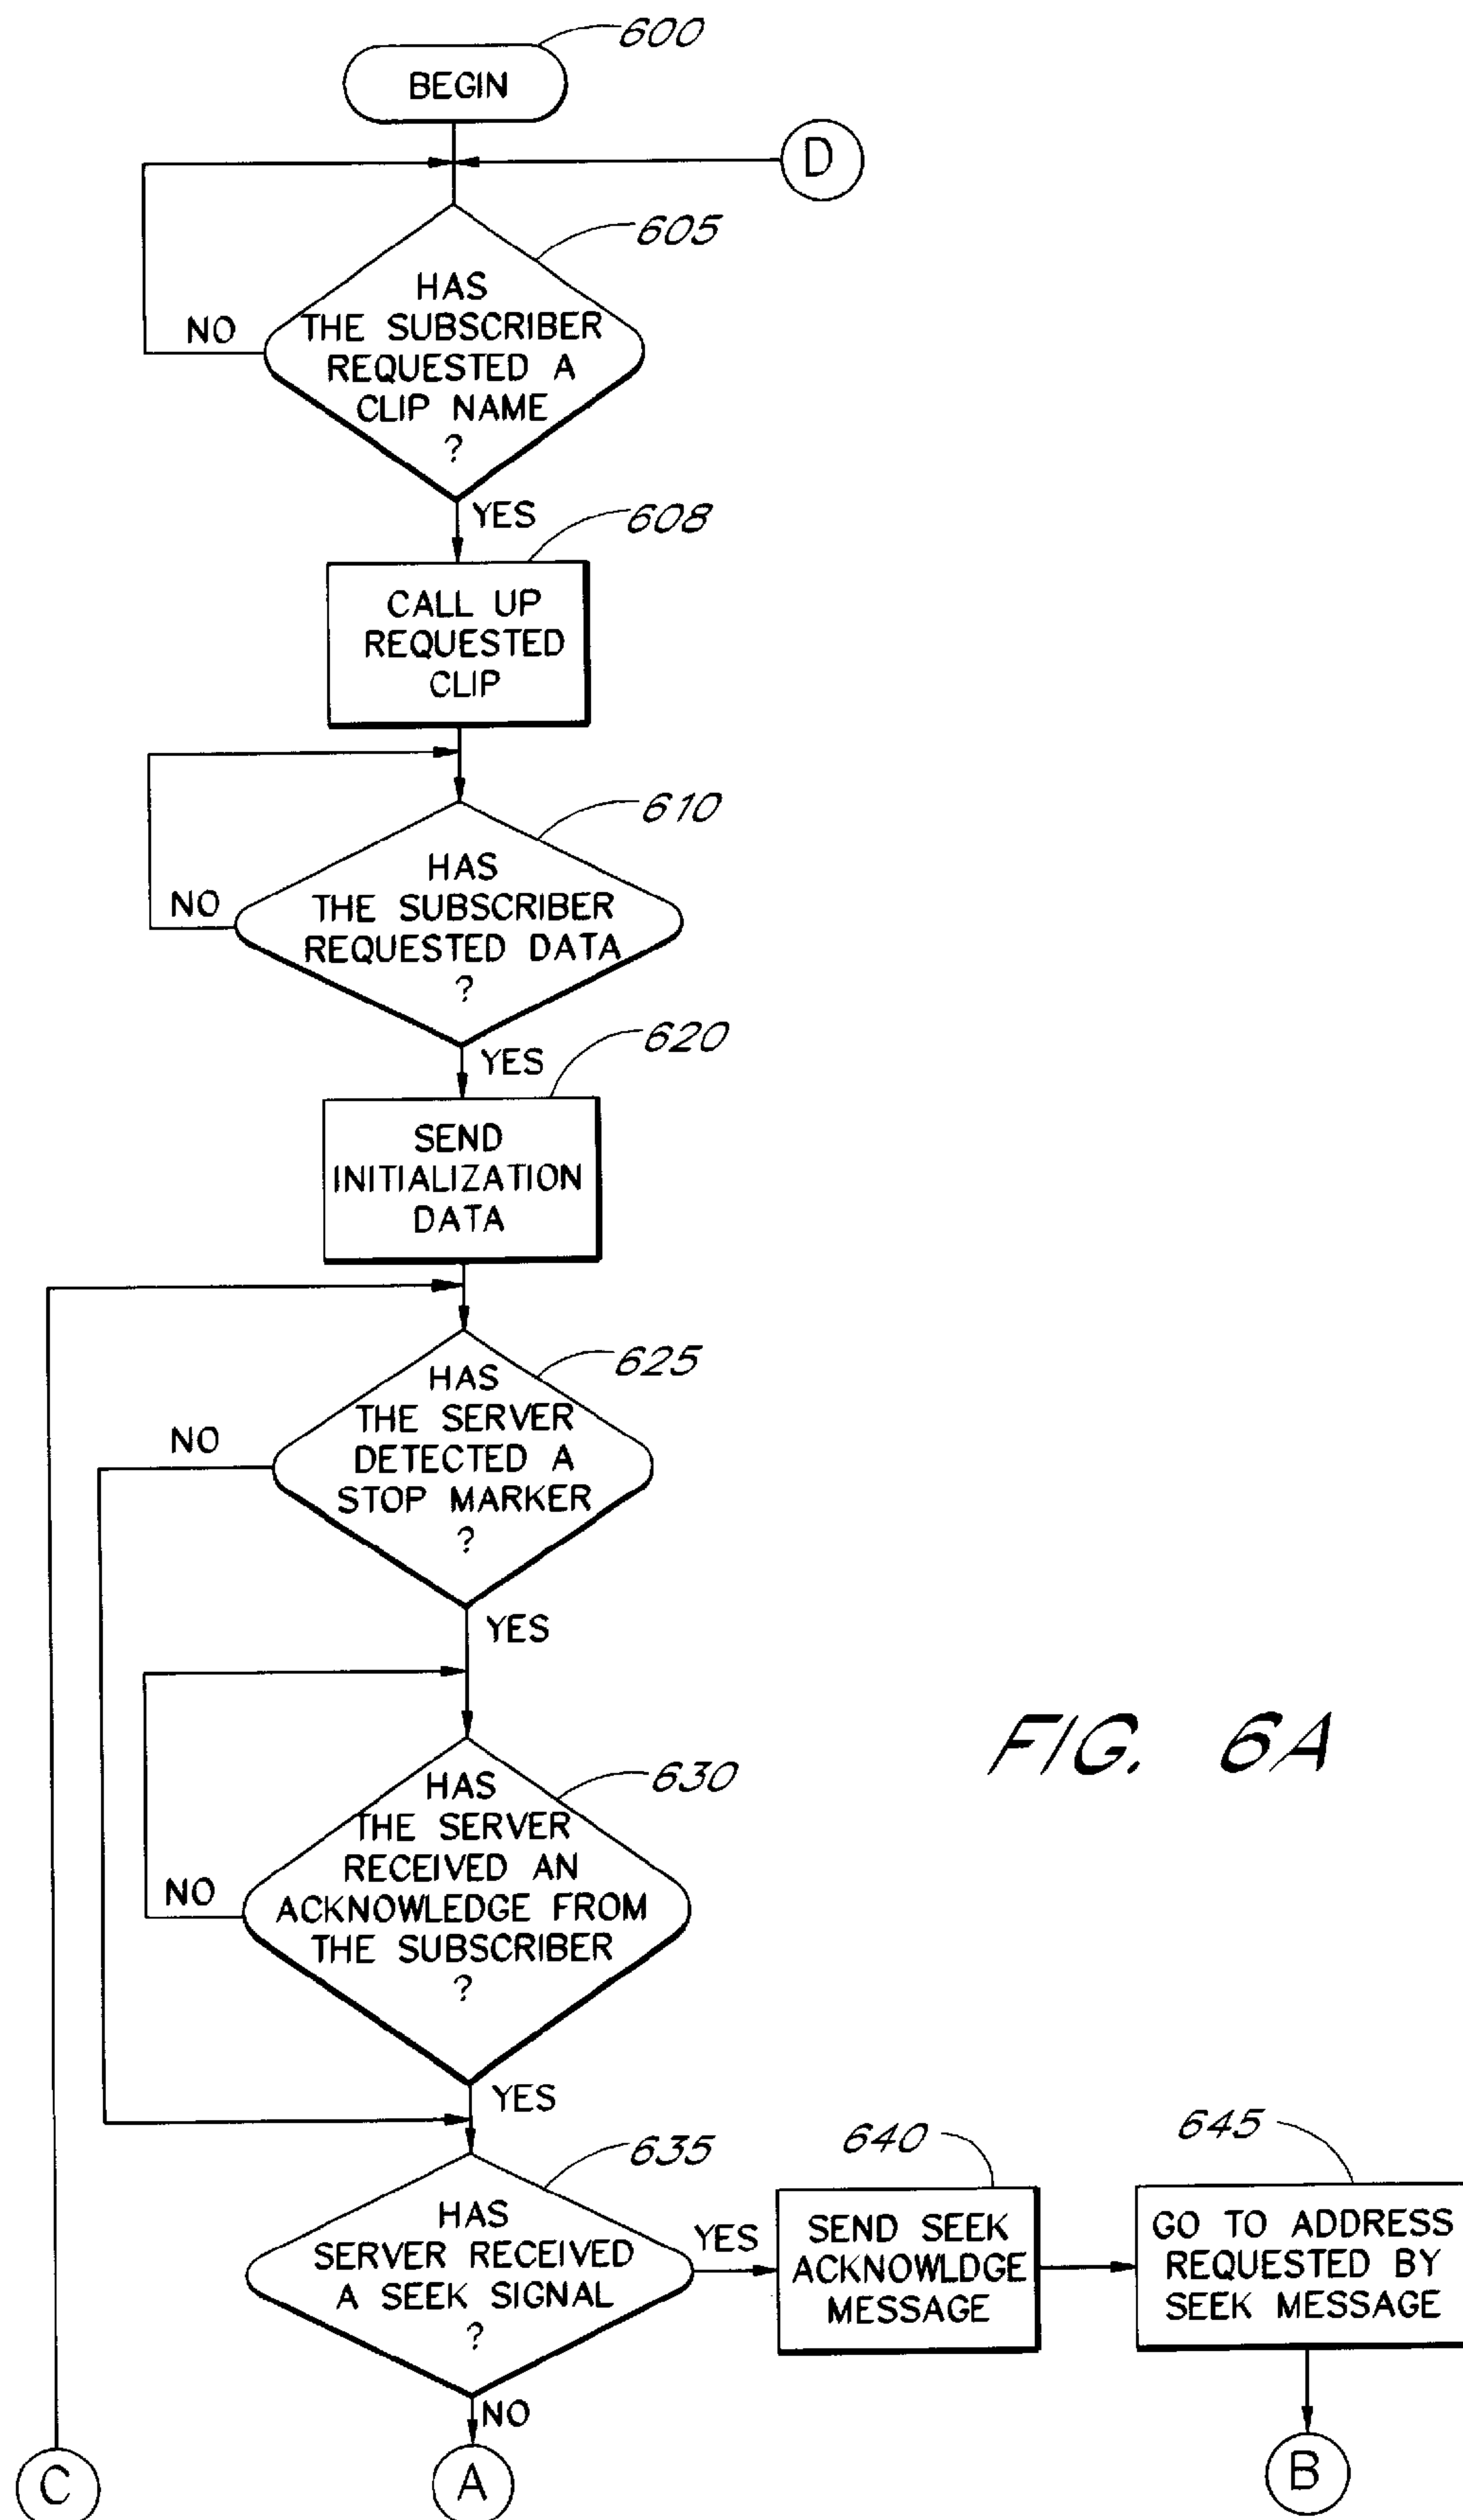 600
BEGIN
D
605
HAS
THE SUBSCRIBER
REQUESTED A
CLIP NAME
?
NO
YES
608
CALL UP
REQUESTED
CLIP
610
HAS
THE SUBSCRIBER
REQUESTED DATA
?
NO
YES
620
SEND
INITIALIZATION
DATA
625
HAS
THE SERVER
DETECTED A
STOP MARKER
?
NO
YES
FIG. 6A
630
HAS
THE SERVER
RECEIVED AN
ACKNOWLEDGE FROM
THE SUBSCRIBER
?
NO
YES
635
HAS
SERVER RECEIVED
A SEEK SIGNAL
?
YES
640
SEND SEEK
ACKNOWLDGE
MESSAGE
645
GO TO ADDRESS
REQUESTED BY
SEEK MESSAGE
NO
C
A
B